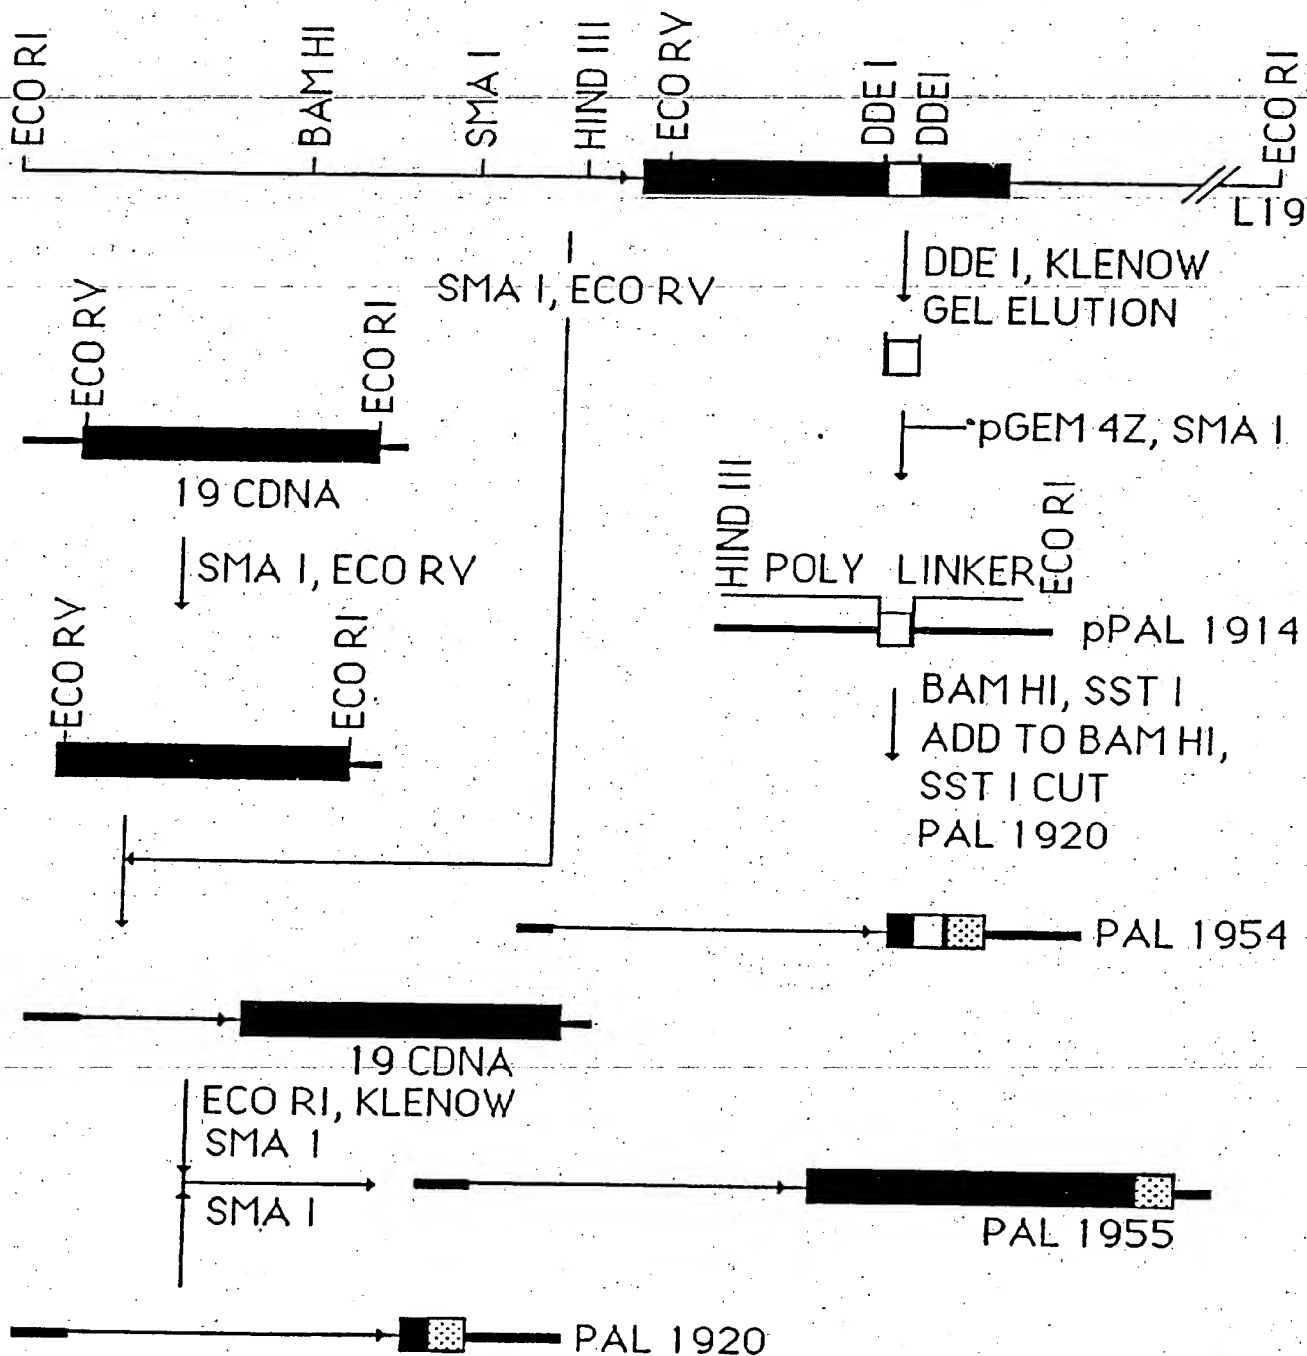 ECO RI
BAM HI
SMA I
HIND III
ECO RV
DDE I
DDE I
ECO RI
L19
SMA I, ECO RV
DDE I, KLENOW
GEL ELUTION
ECO RV
ECO RI
19 CDNA
pGEM 4Z, SMA I
SMA I, ECO RV
HIND III
POLY LINKER
ECO RI
pPAL 1914
ECO RV
ECO RI
BAM HI, SST I
ADD TO BAM HI,
SST I CUT
PAL 1920
PAL 1954
19 CDNA
ECO RI, KLENOW
SMA I
SMA I
PAL 1955
PAL 1920